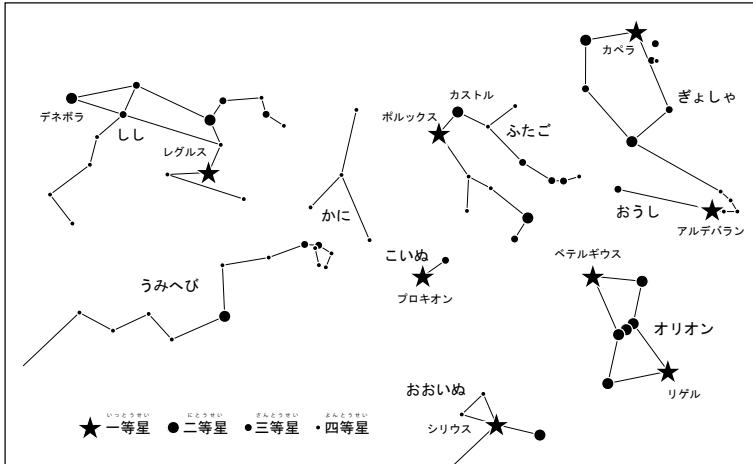 カペラ
ぎょしゃ
カストル
ポルックス
ふたご
デネボラ
しし
レグルス
かに
おうし
アルデバラン
こいぬ
プロキオン
ベテルギウス
うみへび
オリオン
リゲル
おおいぬ
シリウス
いっとうせい にとうせい さんとうせい よんとうせい
一等星 二等星 三等星 四等星